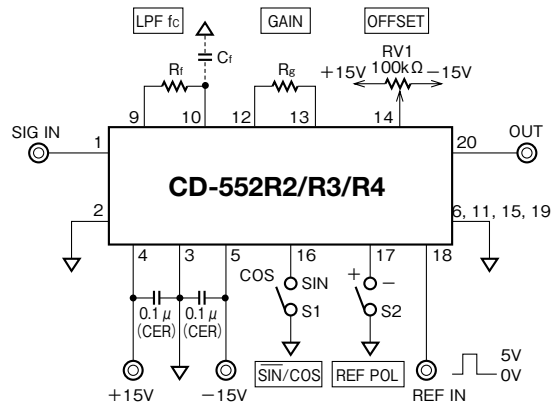 LPF fc
GAIN
OFFSET
Cf
RV1
Rf
Rg
+15V
100kΩ
−15V
9
10
12
13
14
SIG IN
1
20
OUT
CD-552R2/R3/R4
2
6, 11, 15, 19
4
3
5
16
17
18
COS
SIN
+
−
0.1μ
(CER)
0.1μ
(CER)
S1
S2
5V
0V
+15V
−15V
SIN/COS
REF POL
REF IN